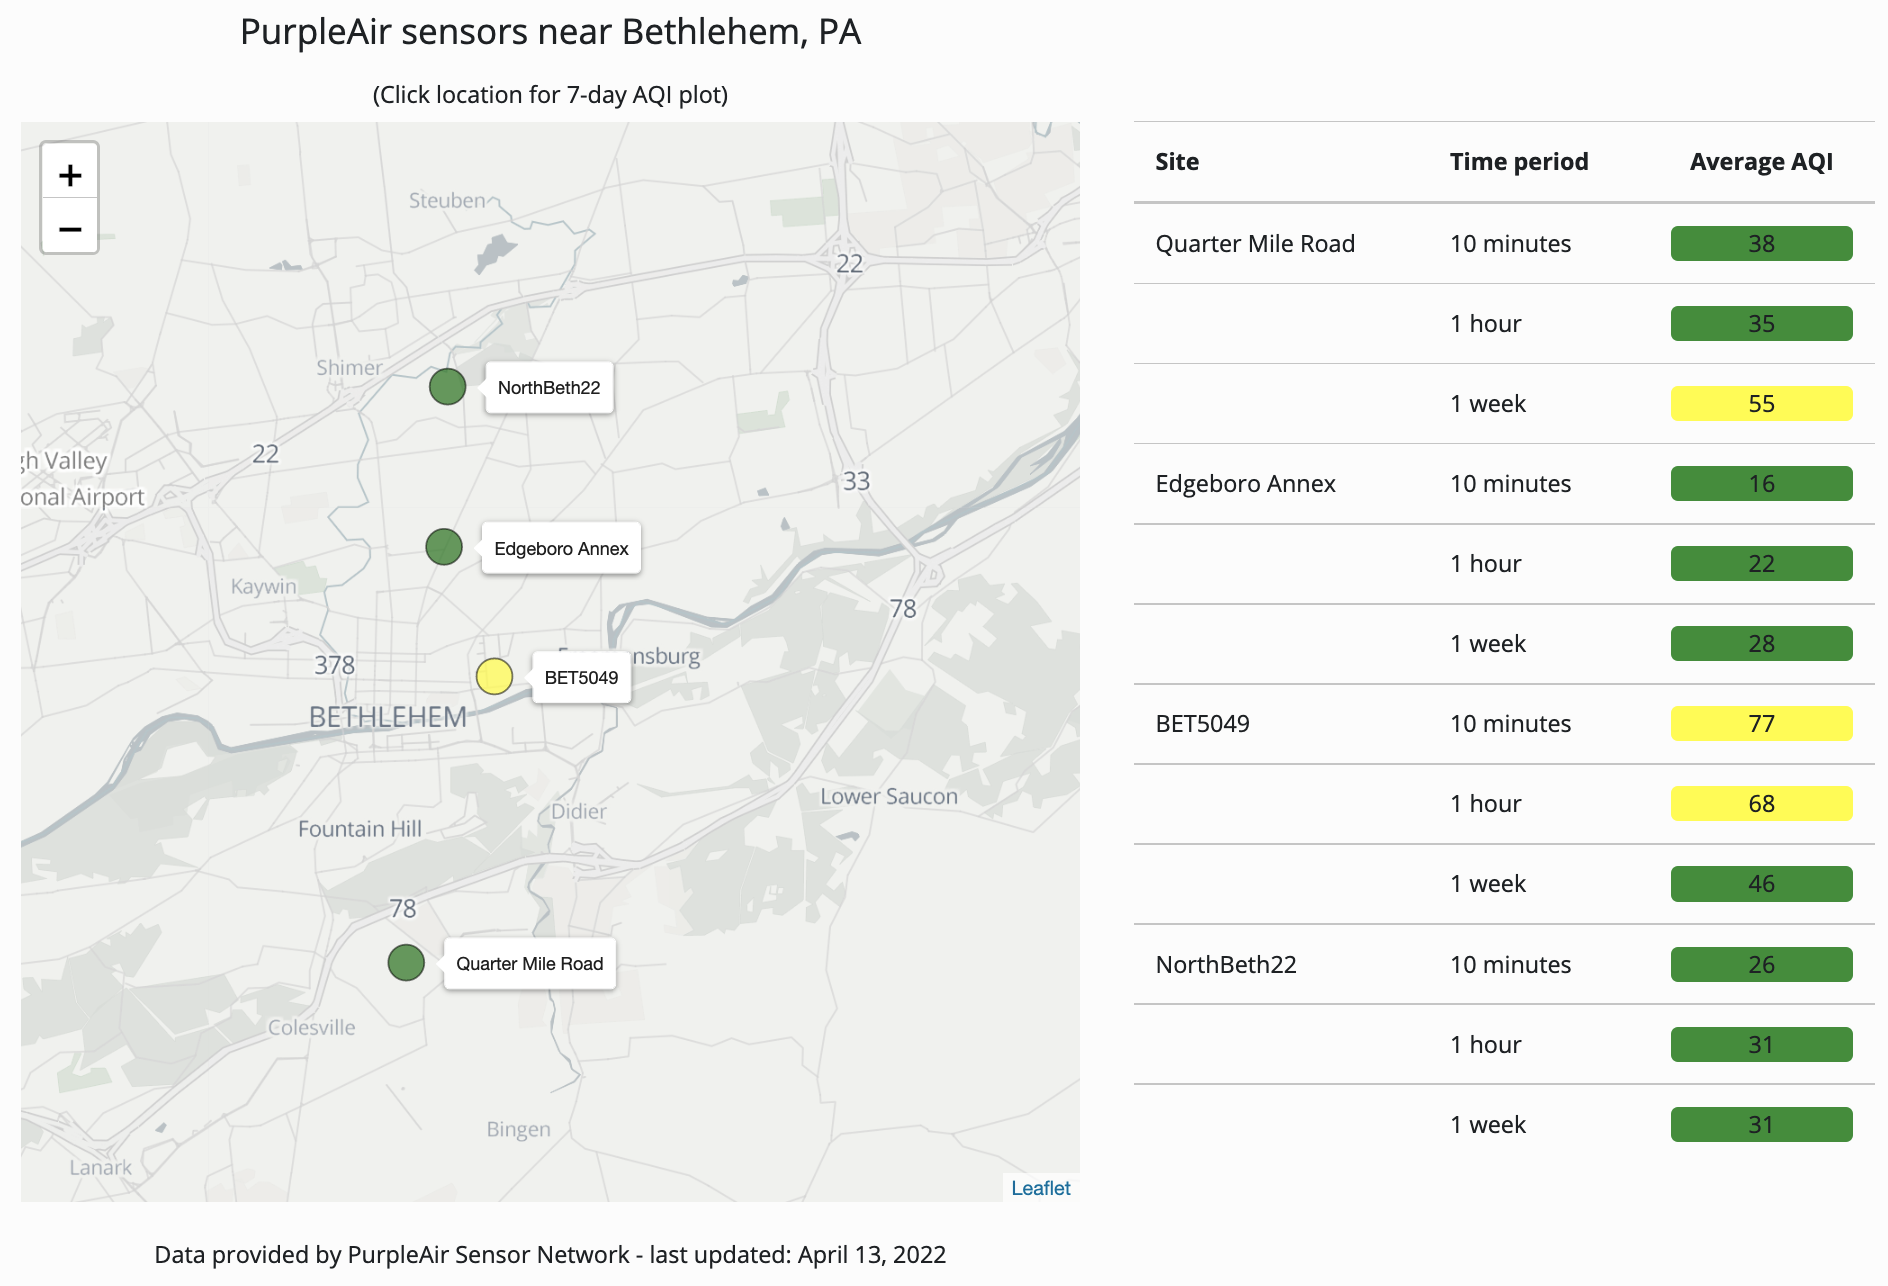 PurpleAir sensors near Bethlehem, PA
(Click location for 7-day AQI plot)
+
−
Steuben
22
Shimer
NorthBeth22
22
gh Valley
onal Airport
33
Edgeboro Annex
Kaywin
78
378
nsburg
BET5049
BETHLEHEM
Lower Saucon
Didier
Fountain Hill
78
Quarter Mile Road
Colesville
Bingen
Lanark
Leaflet
Site Time period Average AQI
Quarter Mile Road 10 minutes 38
1 hour 35
1 week 55
Edgeboro Annex 10 minutes 16
1 hour 22
1 week 28
BET5049 10 minutes 77
1 hour 68
1 week 46
NorthBeth22 10 minutes 26
1 hour 31
1 week 31
Data provided by PurpleAir Sensor Network - last updated: April 13, 2022